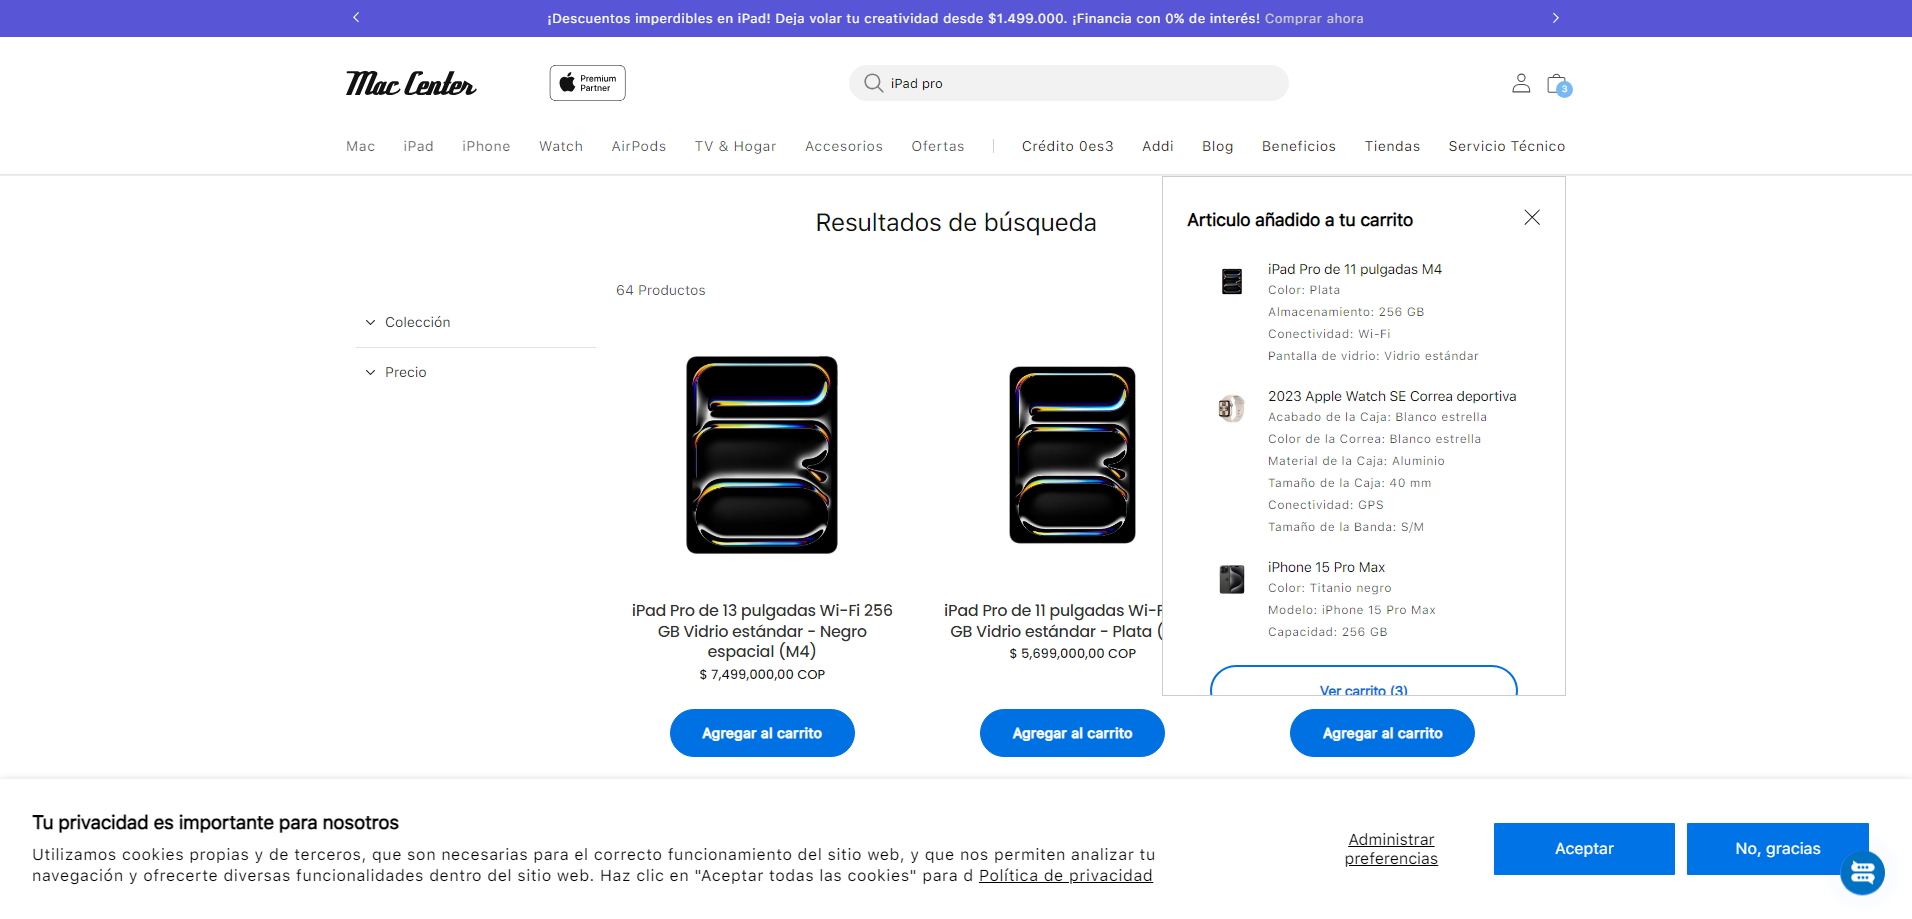 ¡Descuentos imperdibles en iPad! Deja volar tu creatividad desde $1.499.000. ¡Financia con 0% de interés! Comprar ahora
Mac Center
Premium
Partner
iPad pro
3
Mac iPad iPhone Watch AirPods TV & Hogar Accesorios Ofertas Crédito 0es3 Addi Blog Beneficios Tiendas Servicio Técnico
Resultados de búsqueda
64 Productos
Colección
Precio
iPad Pro de 13 pulgadas Wi-Fi 256
GB Vidrio estándar - Negro
espacial (M4)
$ 7,499,000,00 COP
Agregar al carrito
iPad Pro de 11 pulgadas Wi-F
GB Vidrio estándar - Plata (
$ 5,699,000,00 COP
Agregar al carrito
Agregar al carrito
Articulo añadido a tu carrito
iPad Pro de 11 pulgadas M4
Color: Plata
Almacenamiento: 256 GB
Conectividad: Wi-Fi
Pantalla de vidrio: Vidrio estándar
2023 Apple Watch SE Correa deportiva
Acabado de la Caja: Blanco estrella
Color de la Correa: Blanco estrella
Material de la Caja: Aluminio
Tamaño de la Caja: 40 mm
Conectividad: GPS
Tamaño de la Banda: S/M
iPhone 15 Pro Max
Color: Titanio negro
Modelo: iPhone 15 Pro Max
Capacidad: 256 GB
Ver carrito (3)
Tu privacidad es importante para nosotros
Utilizamos cookies propias y de terceros, que son necesarias para el correcto funcionamiento del sitio web, y que nos permiten analizar tu
navegación y ofrecerte diversas funcionalidades dentro del sitio web. Haz clic en "Aceptar todas las cookies" para d Política de privacidad
Administrar
preferencias
Aceptar
No, gracias